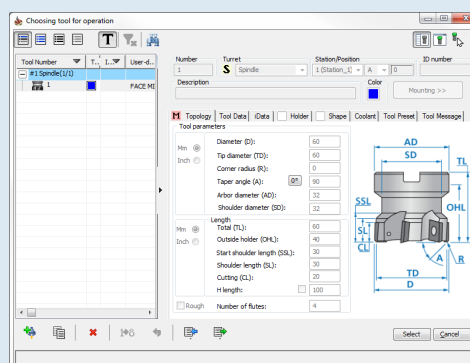 Choosing tool for operation
Tool Number T.. I... User-d..
#1 Spindle(1/1)
1 FACE MI
Number Turret Station/Position ID number
1 S Spindle 1 (Station_1) A 0
Description Color
Mounting >>
M Topology Tool Data iData Holder Shape Coolant Tool Preset Tool Message
Tool parameters
Mm Diameter (D): 60
Inch Tip diameter (TD): 60
Corner radius (R): 0
Taper angle (A): 0° 90
Arbor diameter (AD): 32
Shoulder diameter (SD): 32
Length
Mm Total (TL): 60
Inch Outside holder (OHL): 40
Start shoulder length (SSL): 30
Shoulder length (SL): 30
Cutting (CL): 20
H length: 100
Rough Number of flutes: 4
AD
SD
TL
SSL
OHL
SL
CL
A
R
TD
D
Select Cancel